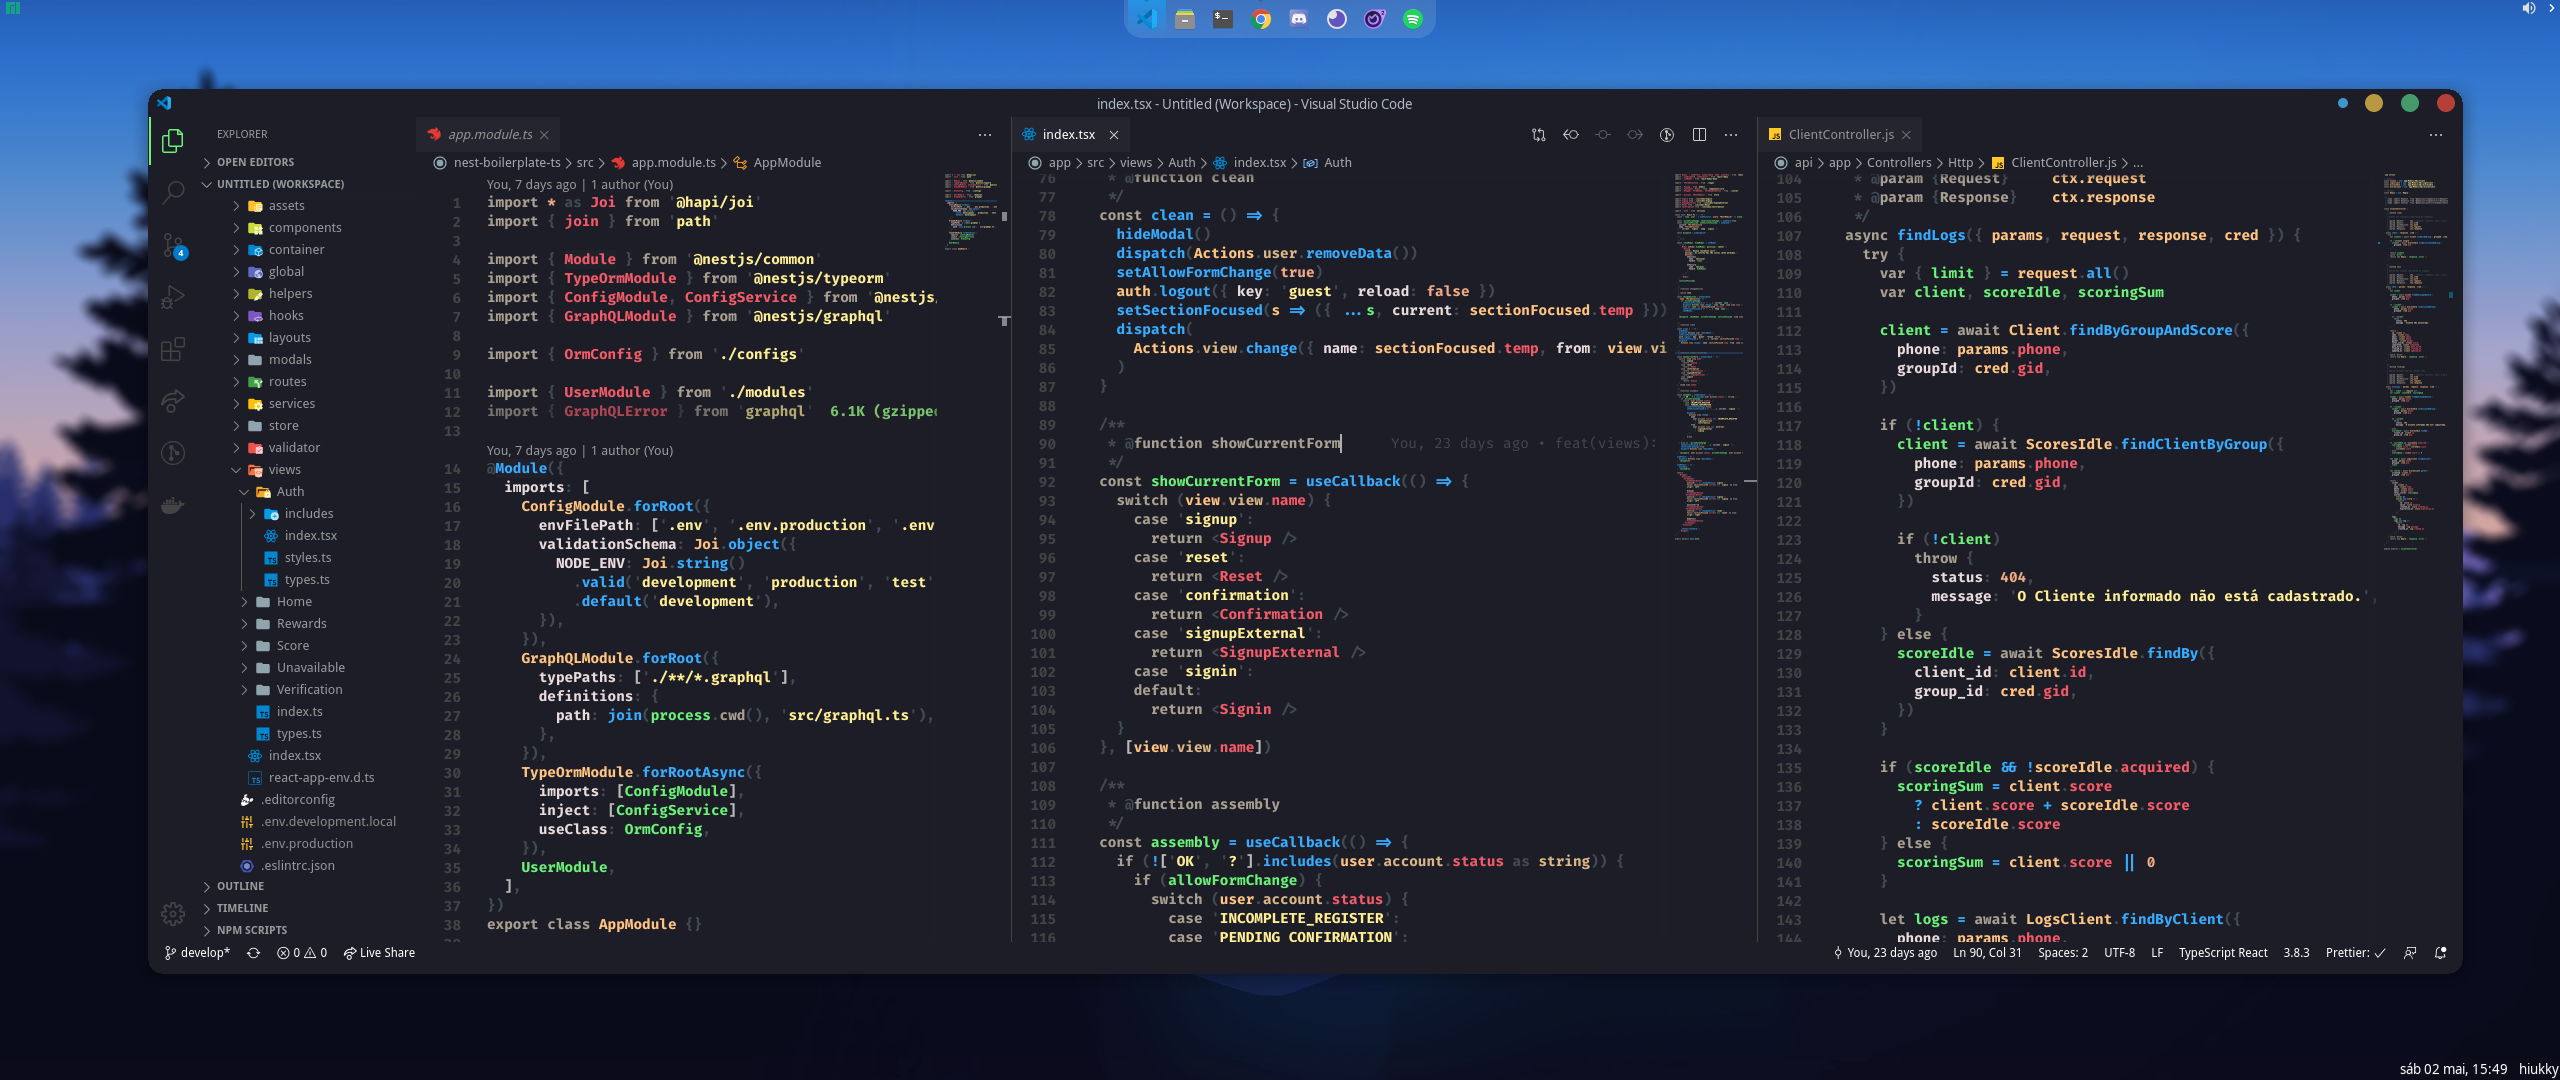 index.tsx - Untitled (Workspace) - Visual Studio Code
EXPLORER
OPEN EDITORS
UNTITLED (WORKSPACE)
assets
components
container
global
helpers
hooks
layouts
modals
routes
services
store
validator
views
Auth
includes
index.tsx
styles.ts
types.ts
Home
Rewards
Score
Unavailable
Verification
index.ts
types.ts
index.tsx
react-app-env.d.ts
.editorconfig
.env.development.local
.env.production
.eslintrc.json
OUTLINE
TIMELINE
NPM SCRIPTS
4
app.module.ts
nest-boilerplate-ts > src > app.module.ts > AppModule
You, 7 days ago | 1 author (You)
1 import * as Joi from '@hapi/joi'
2 import { join } from 'path'
3
4 import { Module } from '@nestjs/common'
5 import { TypeOrmModule } from '@nestjs/typeorm'
6 import { ConfigModule, ConfigService } from '@nestjs,
7 import { GraphQLModule } from '@nestjs/graphql'
8
9 import { OrmConfig } from './configs'
10
11 import { UserModule } from './modules'
12 import { GraphQLError } from 'graphql' 6.1K (gzipped
13
You, 7 days ago | 1 author (You)
14 @Module({
15 imports: [
16 ConfigModule.forRoot({
17 envFilePath: ['.env', '.env.production', '.env
18 validationSchema: Joi.object({
19 NODE_ENV: Joi.string()
20 .valid('development', 'production', 'test'
21 .default('development'),
22 }),
23 }),
24 GraphQLModule.forRoot({
25 typePaths: ['./**/*.graphql'],
26 definitions: {
27 path: join(process.cwd(), 'src/graphql.ts'),
28 },
29 }),
30 TypeOrmModule.forRootAsync({
31 imports: [ConfigModule],
32 inject: [ConfigService],
33 useClass: OrmConfig,
34 }),
35 UserModule,
36 ],
37 })
38 export class AppModule {}
index.tsx
app > src > views > Auth > index.tsx > Auth
76 * @function clean
77 */
78 const clean = () => {
79 hideModal()
80 dispatch(Actions.user.removeData())
81 setAllowFormChange(true)
82 auth.logout({ key: 'guest', reload: false })
83 setSectionFocused(s => ({ ...s, current: sectionFocused.temp }))
84 dispatch(
85 Actions.view.change({ name: sectionFocused.temp, from: view.vi
86 )
87 }
88
89 /**
90 * @function showCurrentForm You, 23 days ago • feat(views):
91 */
92 const showCurrentForm = useCallback(() => {
93 switch (view.view.name) {
94 case 'signup':
95 return <Signup />
96 case 'reset':
97 return <Reset />
98 case 'confirmation':
99 return <Confirmation />
100 case 'signupExternal':
101 return <SignupExternal />
102 case 'signin':
103 default:
104 return <Signin />
105 }
106 }, [view.view.name])
107
108 /**
109 * @function assembly
110 */
111 const assembly = useCallback(() => {
112 if (!['OK', '?'].includes(user.account.status as string)) {
113 if (allowFormChange) {
114 switch (user.account.status) {
115 case 'INCOMPLETE_REGISTER':
116 case 'PENDING_CONFIRMATION':
ClientController.js
api > app > Controllers > Http > ClientController.js > ...
104 * @param {Request} ctx.request
105 * @param {Response} ctx.response
106 */
107 async findLogs({ params, request, response, cred }) {
108 try {
109 var { limit } = request.all()
110 var client, scoreIdle, scoringSum
111
112 client = await Client.findByGroupAndScore({
113 phone: params.phone,
114 groupId: cred.gid,
115 })
116
117 if (!client) {
118 client = await ScoresIdle.findClientByGroup({
119 phone: params.phone,
120 groupId: cred.gid,
121 })
122
123 if (!client)
124 throw {
125 status: 404,
126 message: 'O Cliente informado não está cadastrado.',
127 }
128 } else {
129 scoreIdle = await ScoresIdle.findBy({
130 client_id: client.id,
131 group_id: cred.gid,
132 })
133 }
134
135 if (scoreIdle && !scoreIdle.acquired) {
136 scoringSum = client.score
137 ? client.score + scoreIdle.score
138 : scoreIdle.score
139 } else {
140 scoringSum = client.score || 0
141 }
142
143 let logs = await LogsClient.findByClient({
144 phone: params.phone,
develop* 0 0 Live Share
You, 23 days ago Ln 90, Col 31 Spaces: 2 UTF-8 LF TypeScript React 3.8.3 Prettier: ✓
sáb 02 mai, 15:49 hiukky